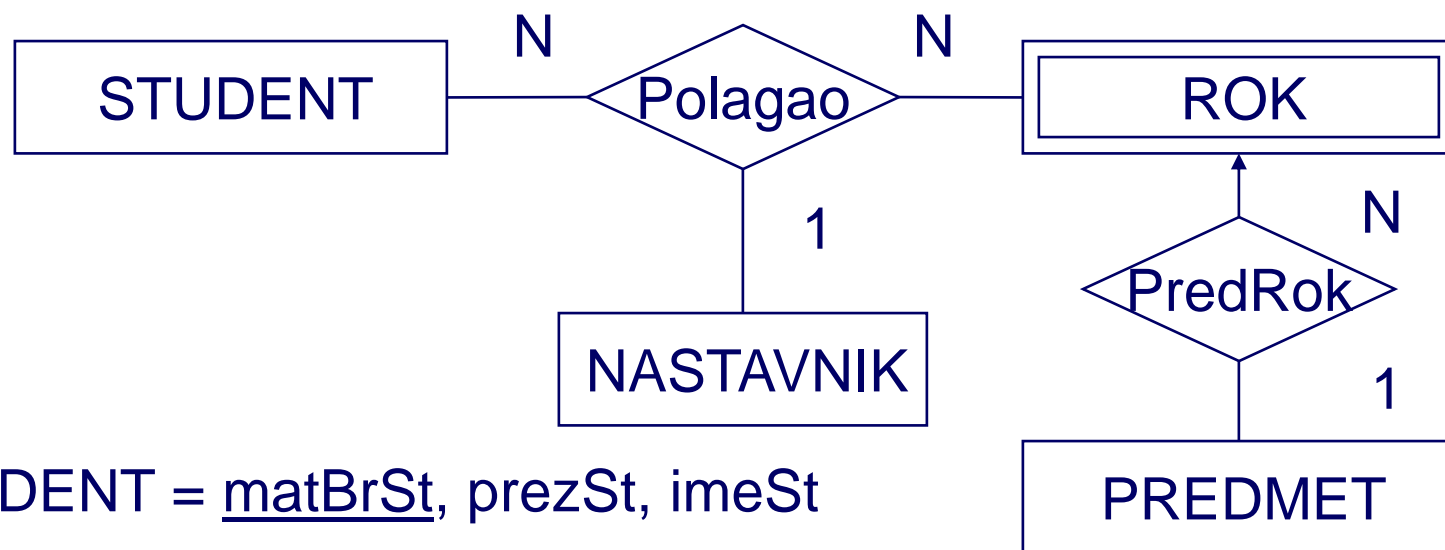 N N
STUDENT Polagao ROK
1 N
PredRok
NASTAVNIK 1
DENT = matBrSt, prezSt, imeSt
PREDMET